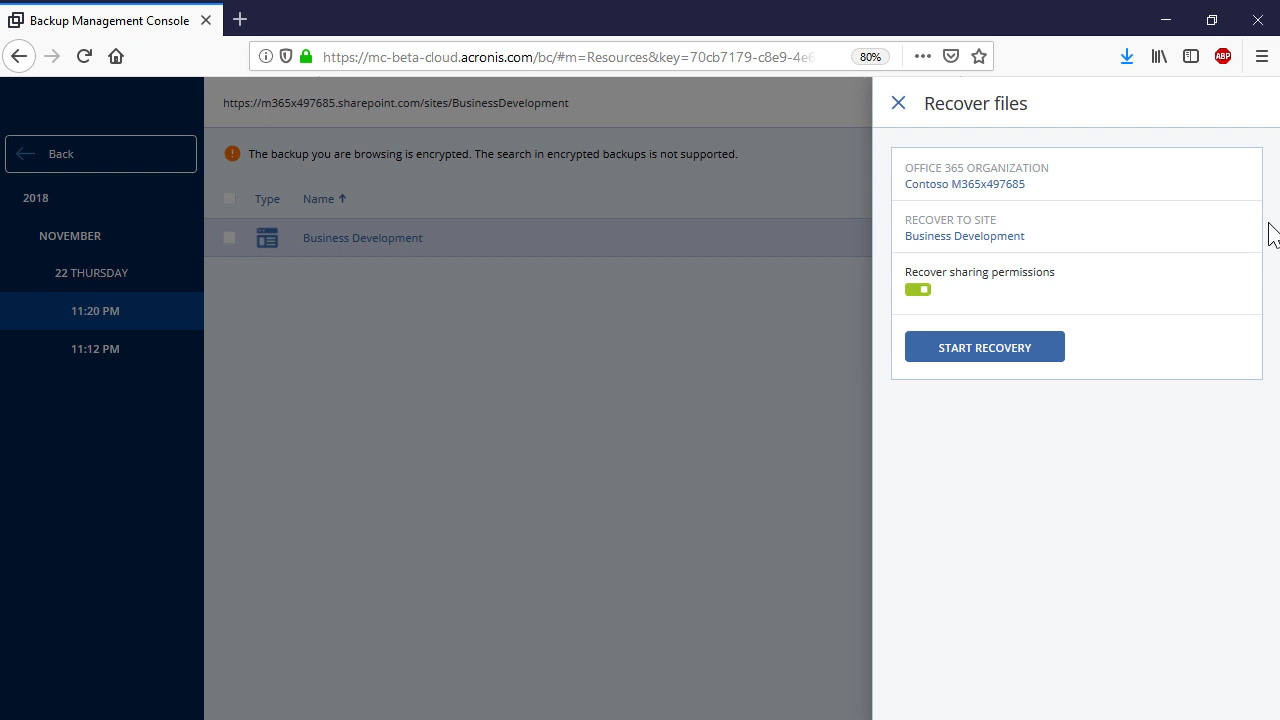 Backup Management Console
https://mc-beta-cloud.acronis.com/bc/#m=Resources&key=70cb7179-c8e9-4e6
80%
ABP
https://m365x497685.sharepoint.com/sites/BusinessDevelopment
Recover files
Back
The backup you are browsing is encrypted. The search in encrypted backups is not supported.
OFFICE 365 ORGANIZATION
Contoso M365x497685
2018
Type
Name
RECOVER TO SITE
Business Development
NOVEMBER
Business Development
22 THURSDAY
Recover sharing permissions
11:20 PM
11:12 PM
START RECOVERY